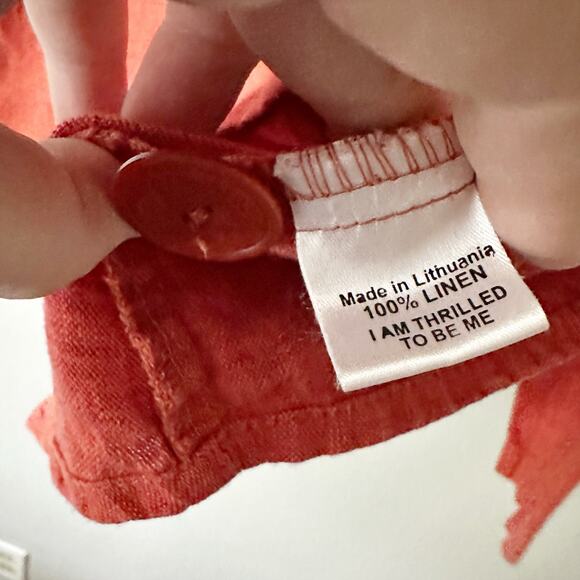 Made in Lithuania
100% LINEN
I AM THRILLED
TO BE ME